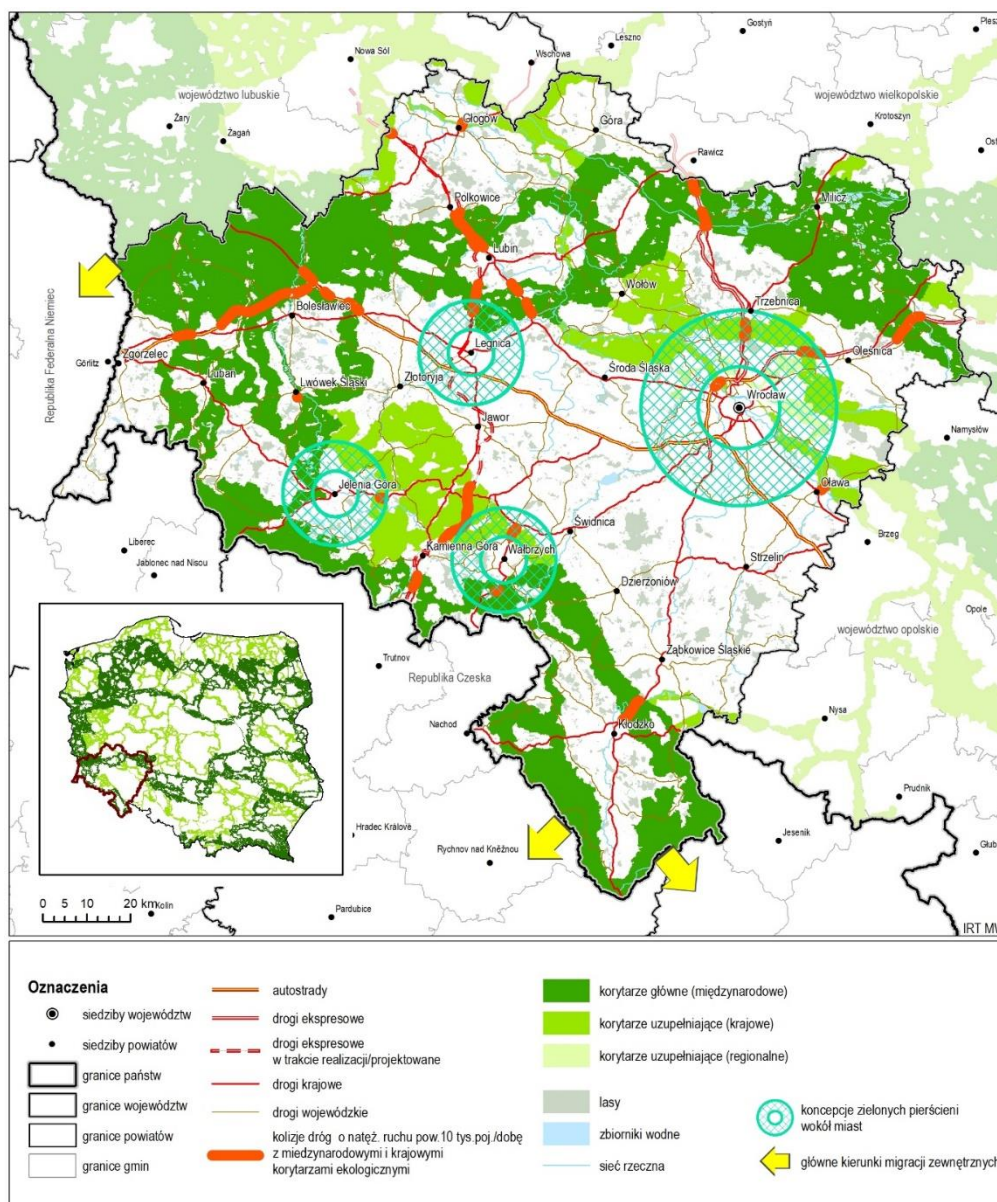 Gostyń
Plesz
Leszno
Nowa Sól
Wschowa
województwo lubuskie
województwo wielkopolskie
Żary
Głogów
Góra
Krotoszyn
Żagań
Ost
Rawicz
Polkowice
Milicz
Lubin
Wołów
Bolesławiec
Trzebnica
Republika Federalna Niemiec
Legnica
Görlitz
Zgorzelec
Oleśnica
Lubań
Środa Śląska
Lwówek Śląski
Złotoryja
Wrocław
Jawor
Namysłów
Jelenia Góra
Oława
Świdnica
Brzeg
Liberec
Kamienna Góra
Wałbrzych
Strzelin
Jablonec nad Nisou
Dzierżoniów
Opole
województwo opolskie
Trutnov
Ząbkowice Śląskie
Republika Czeska
Nachod
Kłodzko
Nysa
Prudnik
Hradec Králové
Rychnov nad Kněžnou
Jesenik
Głub
0 5 10 20 km
Kolin
Pardubice
IRT MW
Oznaczenia
siedziby województw
siedziby powiatów
granice państw
granice województw
granice powiatów
granice gmin
autostrady
drogi ekspresowe
drogi ekspresowe
w trakcie realizacji/projektowane
drogi krajowe
drogi wojewódzkie
kolizje dróg o natęż. ruchu pow.10 tys.poj./dobę
z miedzynarodowymi i krajowymi
korytarzami ekologicznymi
korytarze główne (międzynarodowe)
korytarze uzupełniające (krajowe)
korytarze uzupełniające (regionalne)
lasy
zbiorniki wodne
sieć rzeczna
koncepcje zielonych pierścieni
wokół miast
główne kierunki migracji zewnętrznych